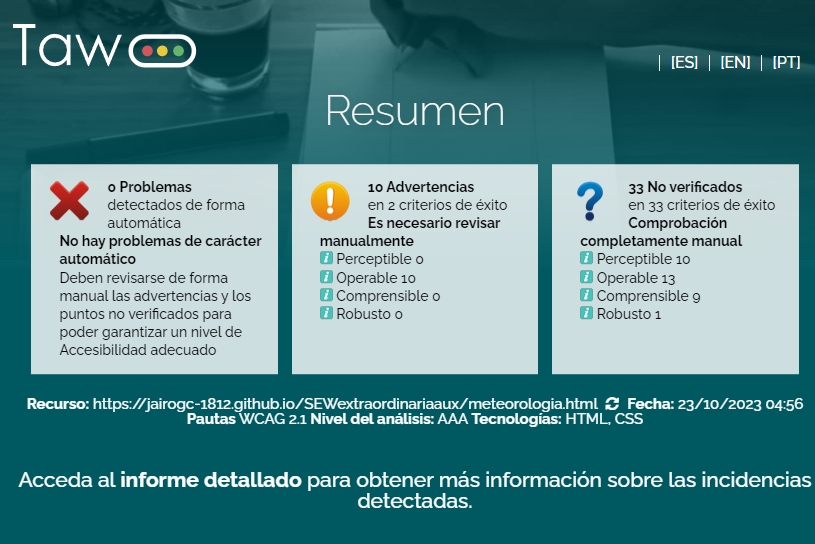 Taw
[ES] [EN] [PT]
Resumen
0 Problemas
detectados de forma
automática
No hay problemas de carácter
automático
Deben revisarse de forma
manual las advertencias y los
puntos no verificados para
poder garantizar un nivel de
Accesibilidad adecuado
10 Advertencias
en 2 criterios de éxito
Es necesario revisar
manualmente
Perceptible 0
Operable 10
Comprensible 0
Robusto 0
33 No verificados
en 33 criterios de éxito
Comprobación
completamente manual
Perceptible 10
Operable 13
Comprensible 9
Robusto 1
Recurso: https://jairogc-1812.github.io/SEWextraordinariaaux/meteorologia.html Fecha: 23/10/2023 04:56
Pautas WCAG 2.1 Nivel del análisis: AAA Tecnologías: HTML, CSS
Acceda al informe detallado para obtener más información sobre las incidencias
detectadas.